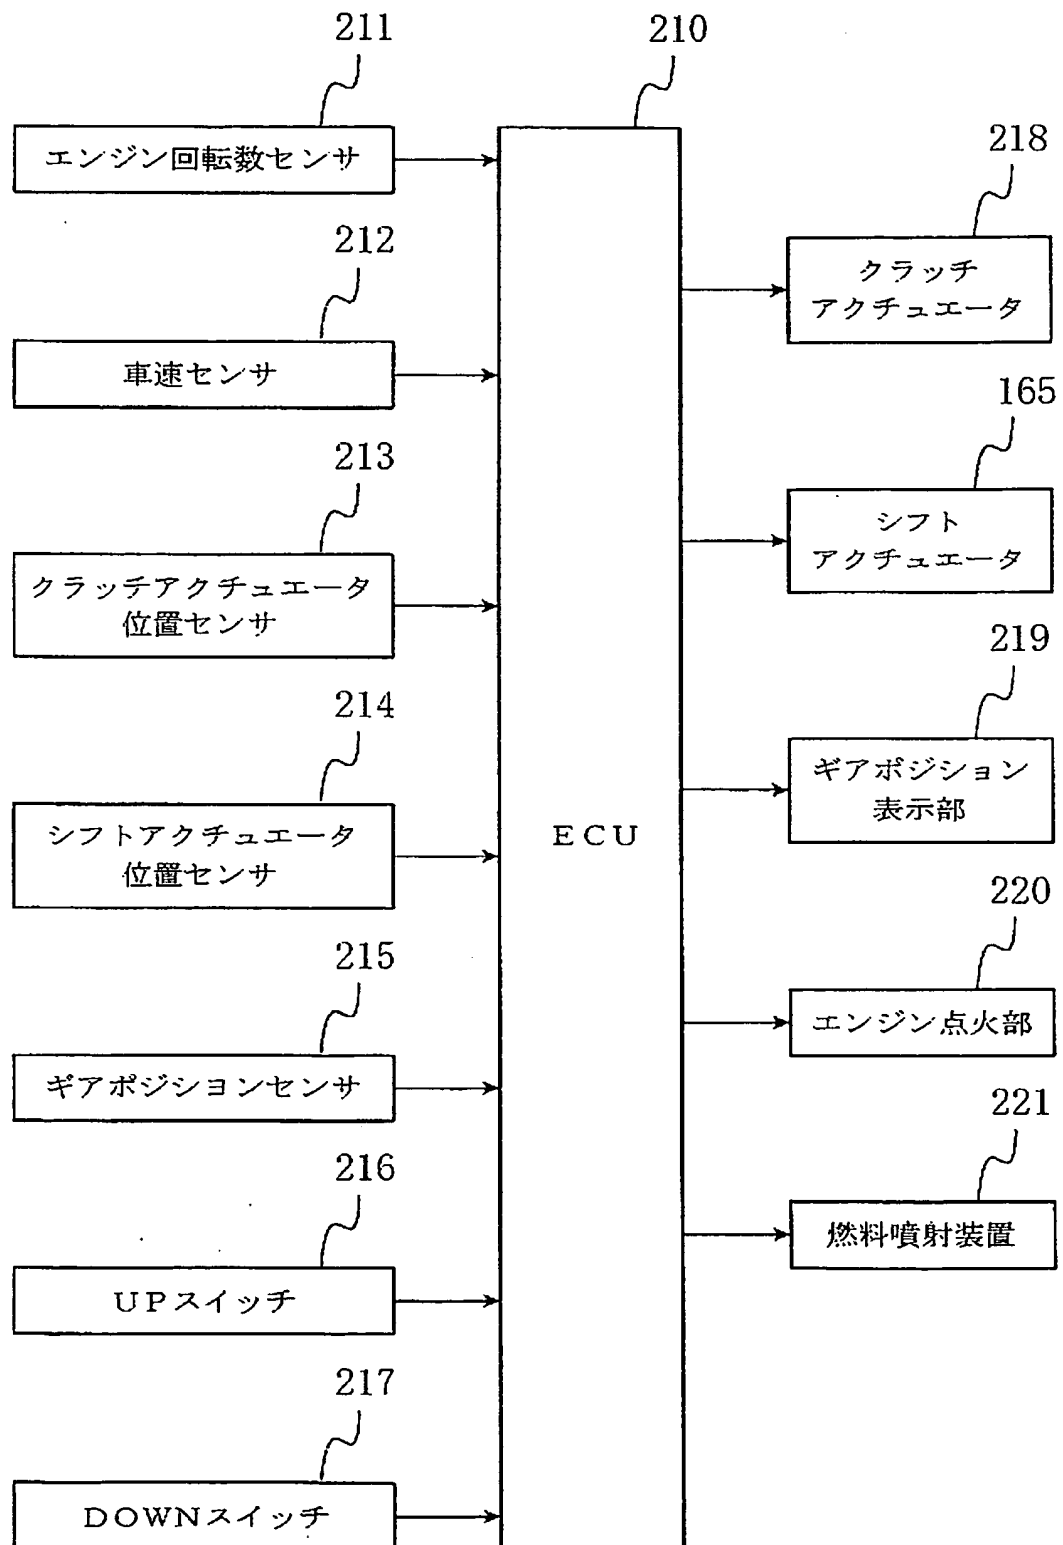 211
エンジン回転数センサ
212
車速センサ
213
クラッチアクチュエータ
位置センサ
214
シフトアクチュエータ
位置センサ
215
ギアポジションセンサ
216
UPスイッチ
217
DOWNスイッチ
210
ECU
218
クラッチ
アクチュエータ
165
シフト
アクチュエータ
219
ギアポジション
表示部
220
エンジン点火部
221
燃料噴射装置